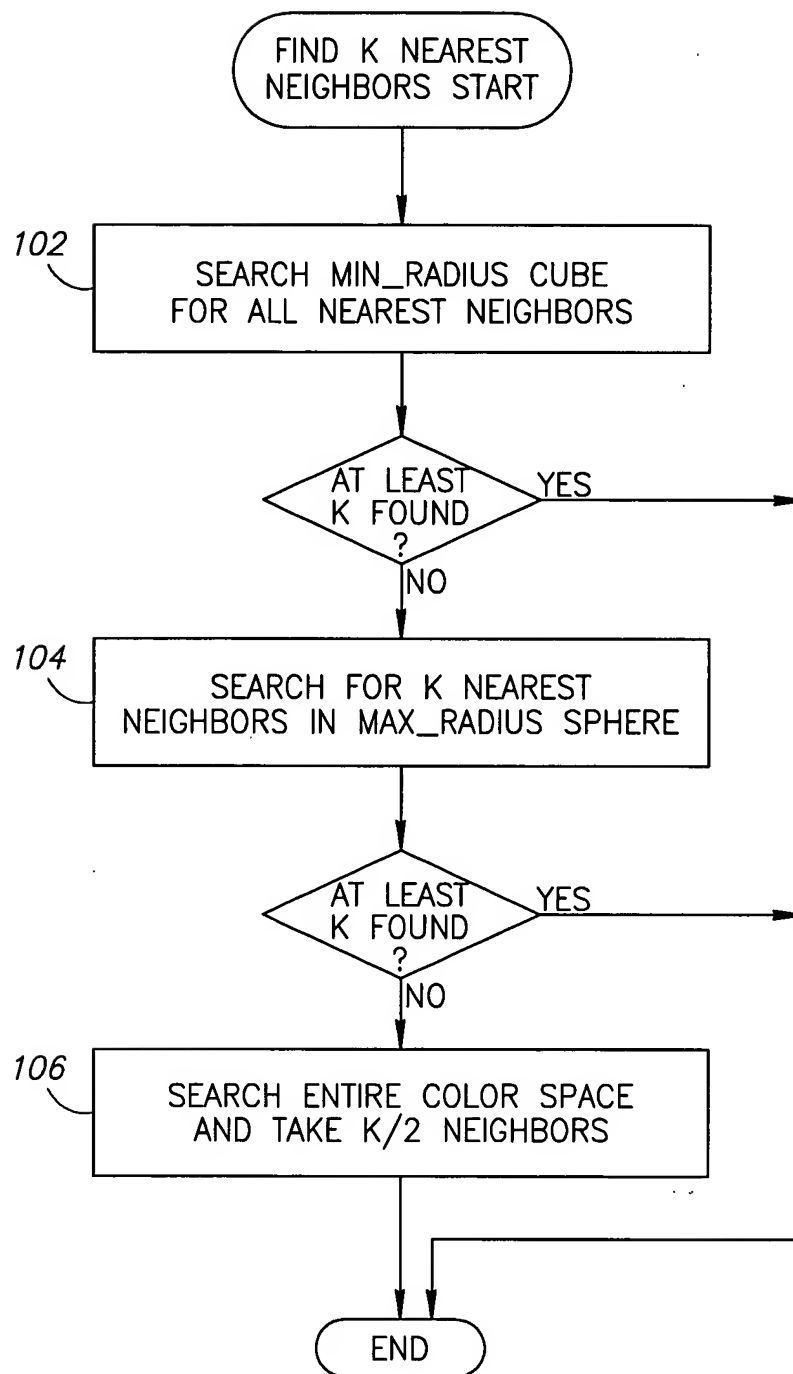 FIND K NEAREST
NEIGHBORS START
102
SEARCH MIN_RADIUS CUBE
FOR ALL NEAREST NEIGHBORS
AT LEAST
K FOUND
?
YES
NO
104
SEARCH FOR K NEAREST
NEIGHBORS IN MAX_RADIUS SPHERE
AT LEAST
K FOUND
?
YES
NO
106
SEARCH ENTIRE COLOR SPACE
AND TAKE K/2 NEIGHBORS
END